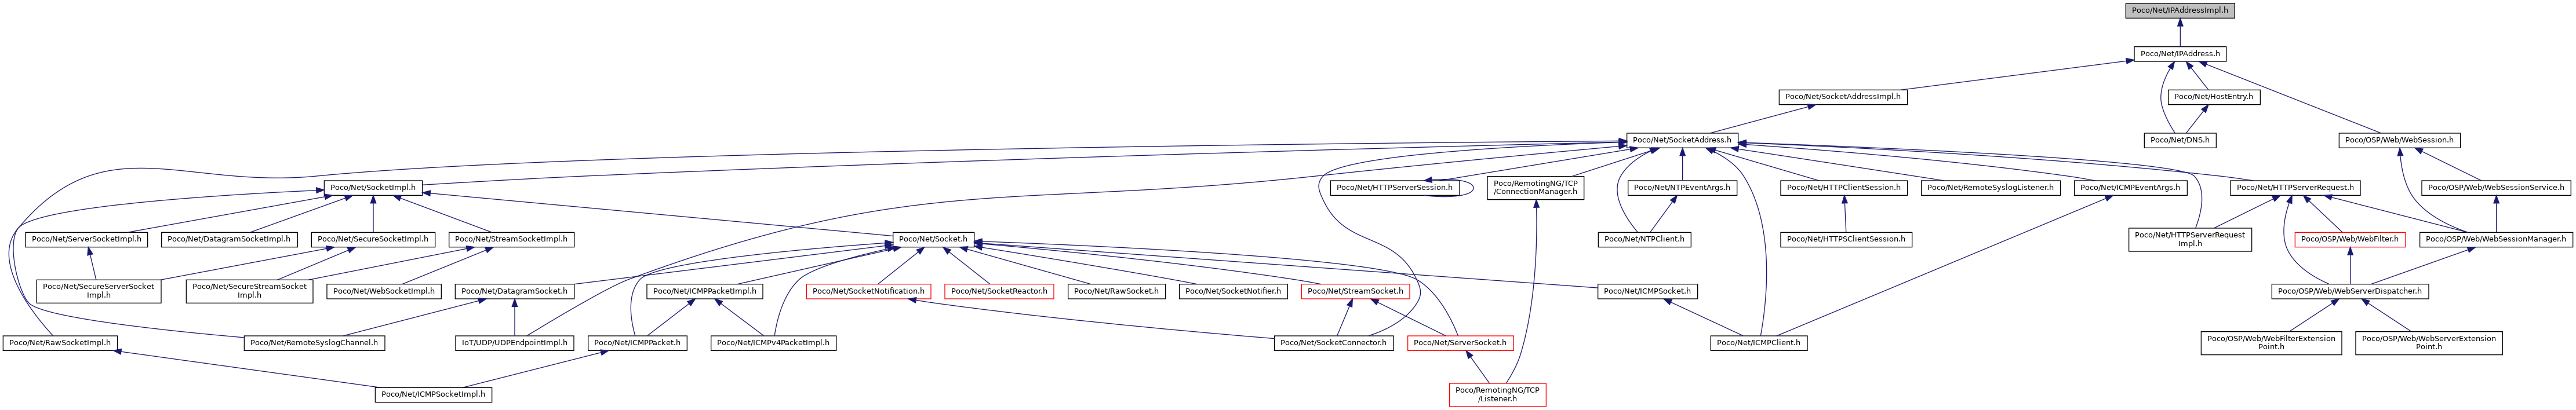 Poco/Net/IPAddressImpl.h
Poco/Net/IPAddress.h
Poco/Net/SocketAddressImpl.h
Poco/Net/HostEntry.h
Poco/Net/SocketAddress.h
Poco/Net/DNS.h
Poco/OSP/Web/WebSession.h
Poco/Net/SocketImpl.h
Poco/Net/HTTPServerSession.h
Poco/RemotingNG/TCP
/ConnectionManager.h
Poco/Net/NTPEventArgs.h
Poco/Net/HTTPClientSession.h
Poco/Net/RemoteSyslogListener.h
Poco/Net/ICMPEventArgs.h
Poco/Net/HTTPServerRequest.h
Poco/OSP/Web/WebSessionService.h
Poco/Net/ServerSocketImpl.h
Poco/Net/DatagramSocketImpl.h
Poco/Net/SecureSocketImpl.h
Poco/Net/StreamSocketImpl.h
Poco/Net/Socket.h
Poco/Net/NTPClient.h
Poco/Net/HTTPSClientSession.h
Poco/Net/HTTPServerRequest
Impl.h
Poco/OSP/Web/WebFilter.h
Poco/OSP/Web/WebSessionManager.h
Poco/Net/SecureServerSocket
Impl.h
Poco/Net/SecureStreamSocket
Impl.h
Poco/Net/WebSocketImpl.h
Poco/Net/DatagramSocket.h
Poco/Net/ICMPPacketImpl.h
Poco/Net/SocketNotification.h
Poco/Net/SocketReactor.h
Poco/Net/RawSocket.h
Poco/Net/SocketNotifier.h
Poco/Net/StreamSocket.h
Poco/Net/ICMPSocket.h
Poco/OSP/Web/WebServerDispatcher.h
Poco/Net/RawSocketImpl.h
Poco/Net/RemoteSyslogChannel.h
IoT/UDP/UDPEndpointImpl.h
Poco/Net/ICMPPacket.h
Poco/Net/ICMPv4PacketImpl.h
Poco/Net/SocketConnector.h
Poco/Net/ServerSocket.h
Poco/Net/ICMPClient.h
Poco/OSP/Web/WebFilterExtension
Point.h
Poco/OSP/Web/WebServerExtension
Point.h
Poco/Net/ICMPSocketImpl.h
Poco/RemotingNG/TCP
/Listener.h